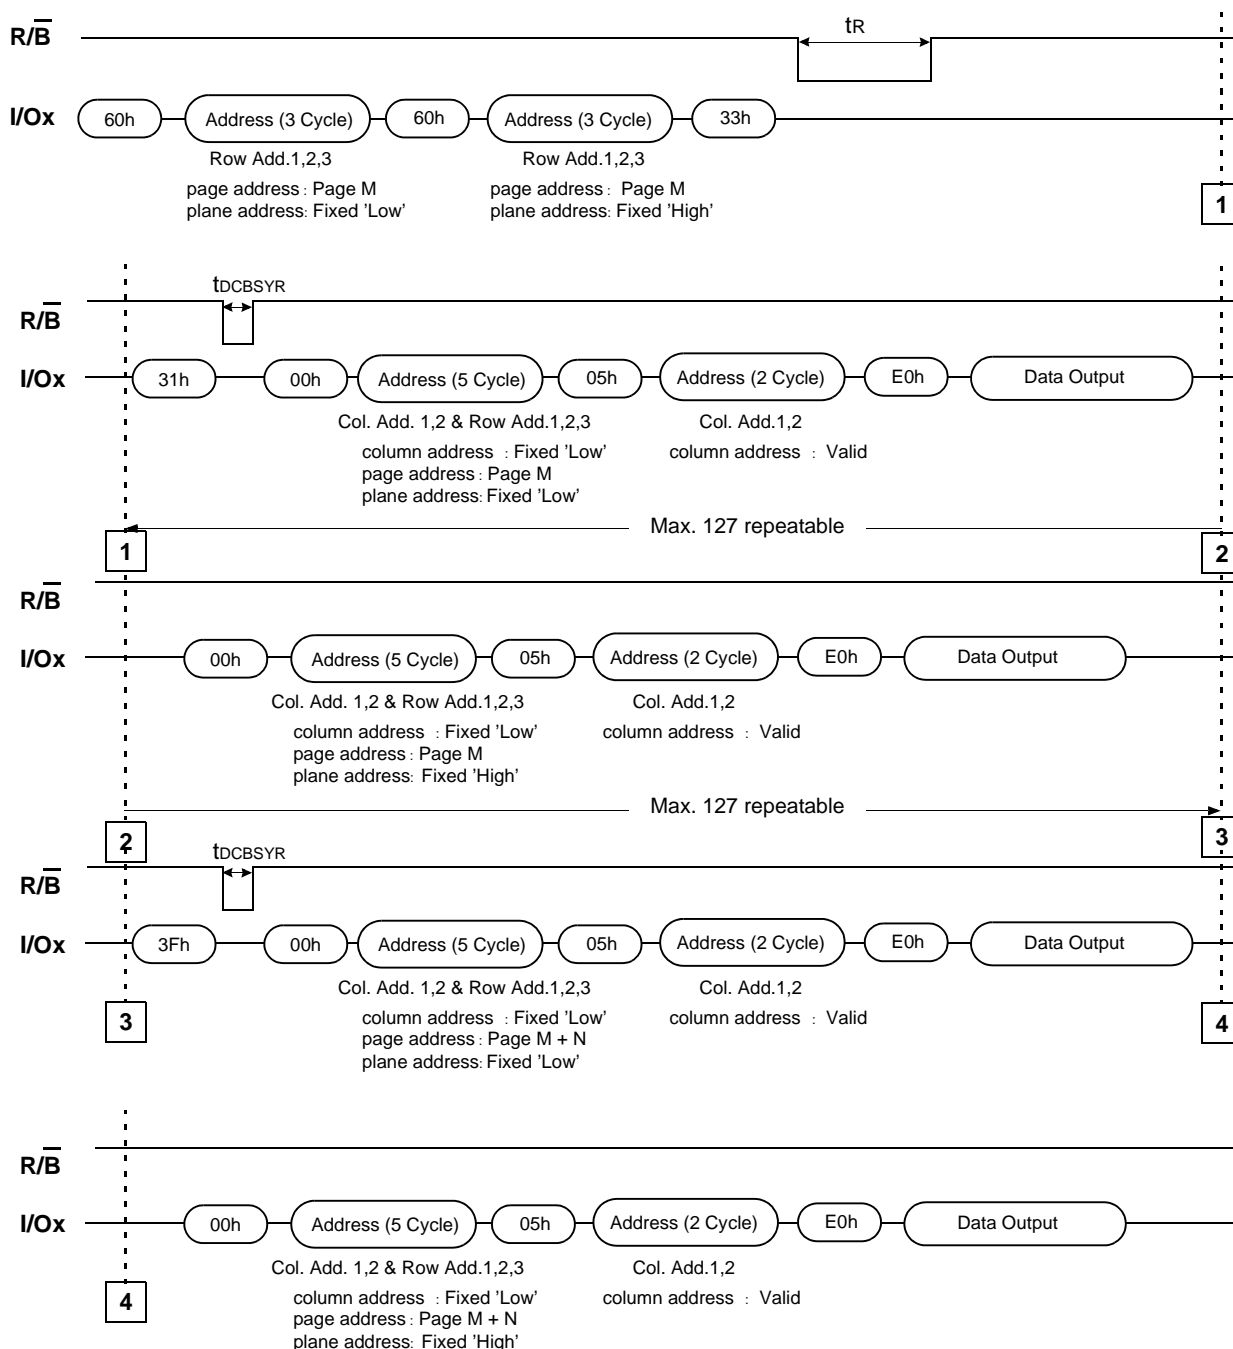 R/B tR
I/Ox 60h Address (3 Cycle) 60h Address (3 Cycle) 33h
Row Add.1,2,3 Row Add.1,2,3
page address : Page M page address : Page M
plane address: Fixed 'Low' plane address: Fixed 'High'
1
tDCBSYR
R/B
I/Ox 31h 00h Address (5 Cycle) 05h Address (2 Cycle) E0h Data Output
Col. Add. 1,2 & Row Add.1,2,3 Col. Add.1,2
column address : Fixed 'Low' column address : Valid
page address : Page M
plane address: Fixed 'Low'
Max. 127 repeatable
1 2
R/B
I/Ox 00h Address (5 Cycle) 05h Address (2 Cycle) E0h Data Output
Col. Add. 1,2 & Row Add.1,2,3 Col. Add.1,2
column address : Fixed 'Low' column address : Valid
page address : Page M
plane address: Fixed 'High'
Max. 127 repeatable
2 3
tDCBSYR
R/B
I/Ox 3Fh 00h Address (5 Cycle) 05h Address (2 Cycle) E0h Data Output
Col. Add. 1,2 & Row Add.1,2,3 Col. Add.1,2
column address : Fixed 'Low' column address : Valid
page address : Page M + N
plane address: Fixed 'Low'
3 4
R/B
I/Ox 00h Address (5 Cycle) 05h Address (2 Cycle) E0h Data Output
Col. Add. 1,2 & Row Add.1,2,3 Col. Add.1,2
column address : Fixed 'Low' column address : Valid
page address : Page M + N
plane address: Fixed 'High'
4